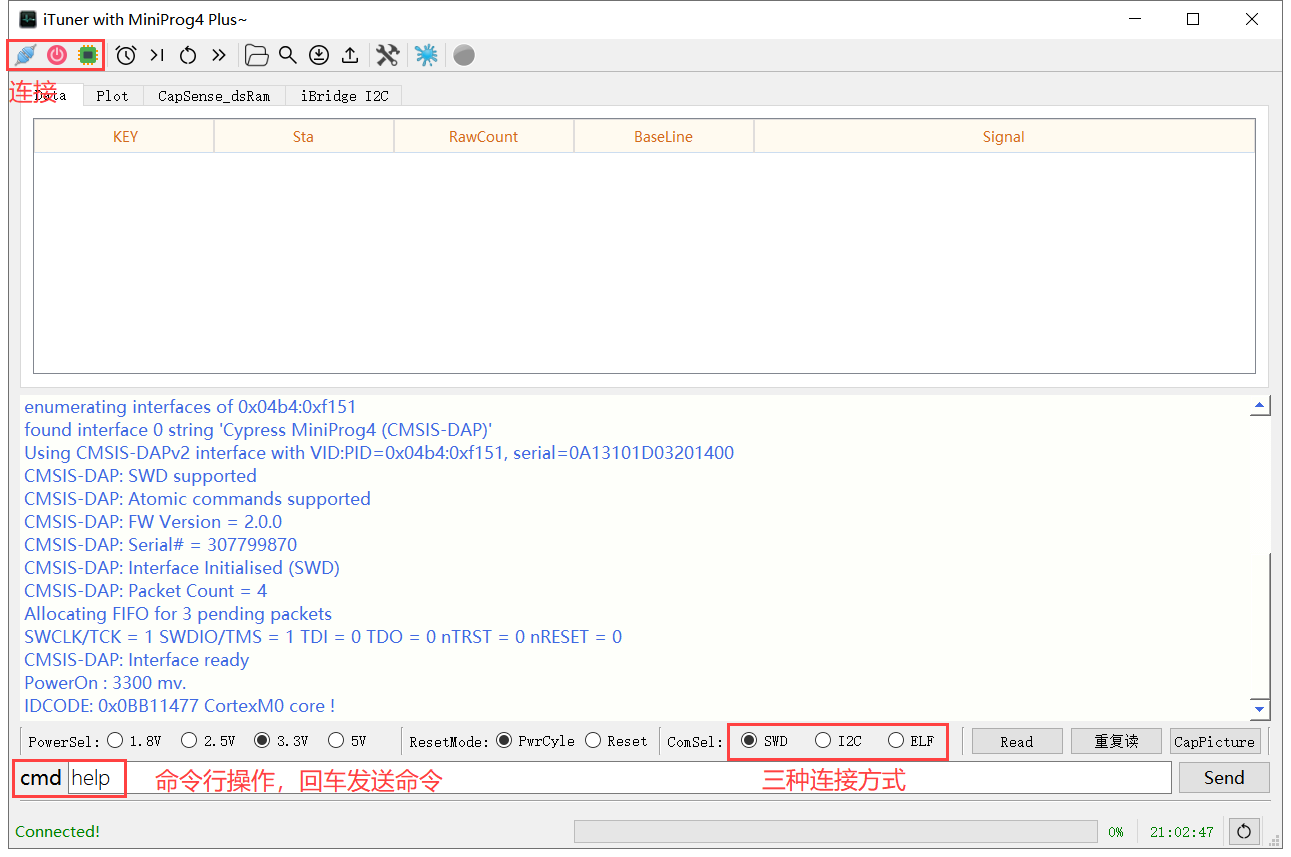 iTuner with MiniProg4 Plus~
连接
Data Plot CapSense_dsRam iBridge I2C
KEY Sta RawCount BaseLine Signal
enumerating interfaces of 0x04b4:0xf151
found interface 0 string 'Cypress MiniProg4 (CMSIS-DAP)'
Using CMSIS-DAPv2 interface with VID:PID=0x04b4:0xf151, serial=0A13101D03201400
CMSIS-DAP: SWD supported
CMSIS-DAP: Atomic commands supported
CMSIS-DAP: FW Version = 2.0.0
CMSIS-DAP: Serial# = 307799870
CMSIS-DAP: Interface Initialised (SWD)
CMSIS-DAP: Packet Count = 4
Allocating FIFO for 3 pending packets
SWCLK/TCK = 1 SWDIO/TMS = 1 TDI = 0 TDO = 0 nTRST = 0 nRESET = 0
CMSIS-DAP: Interface ready
PowerOn : 3300 mv.
IDCODE: 0x0BB11477 CortexM0 core !
PowerSel: 1.8V 2.5V 3.3V 5V ResetMode: PwrCyle Reset ComSel: SWD I2C ELF Read 重复读 CapPicture
cmd help 命令行操作，回车发送命令 三种连接方式 Send
Connected! 0% 21:02:47